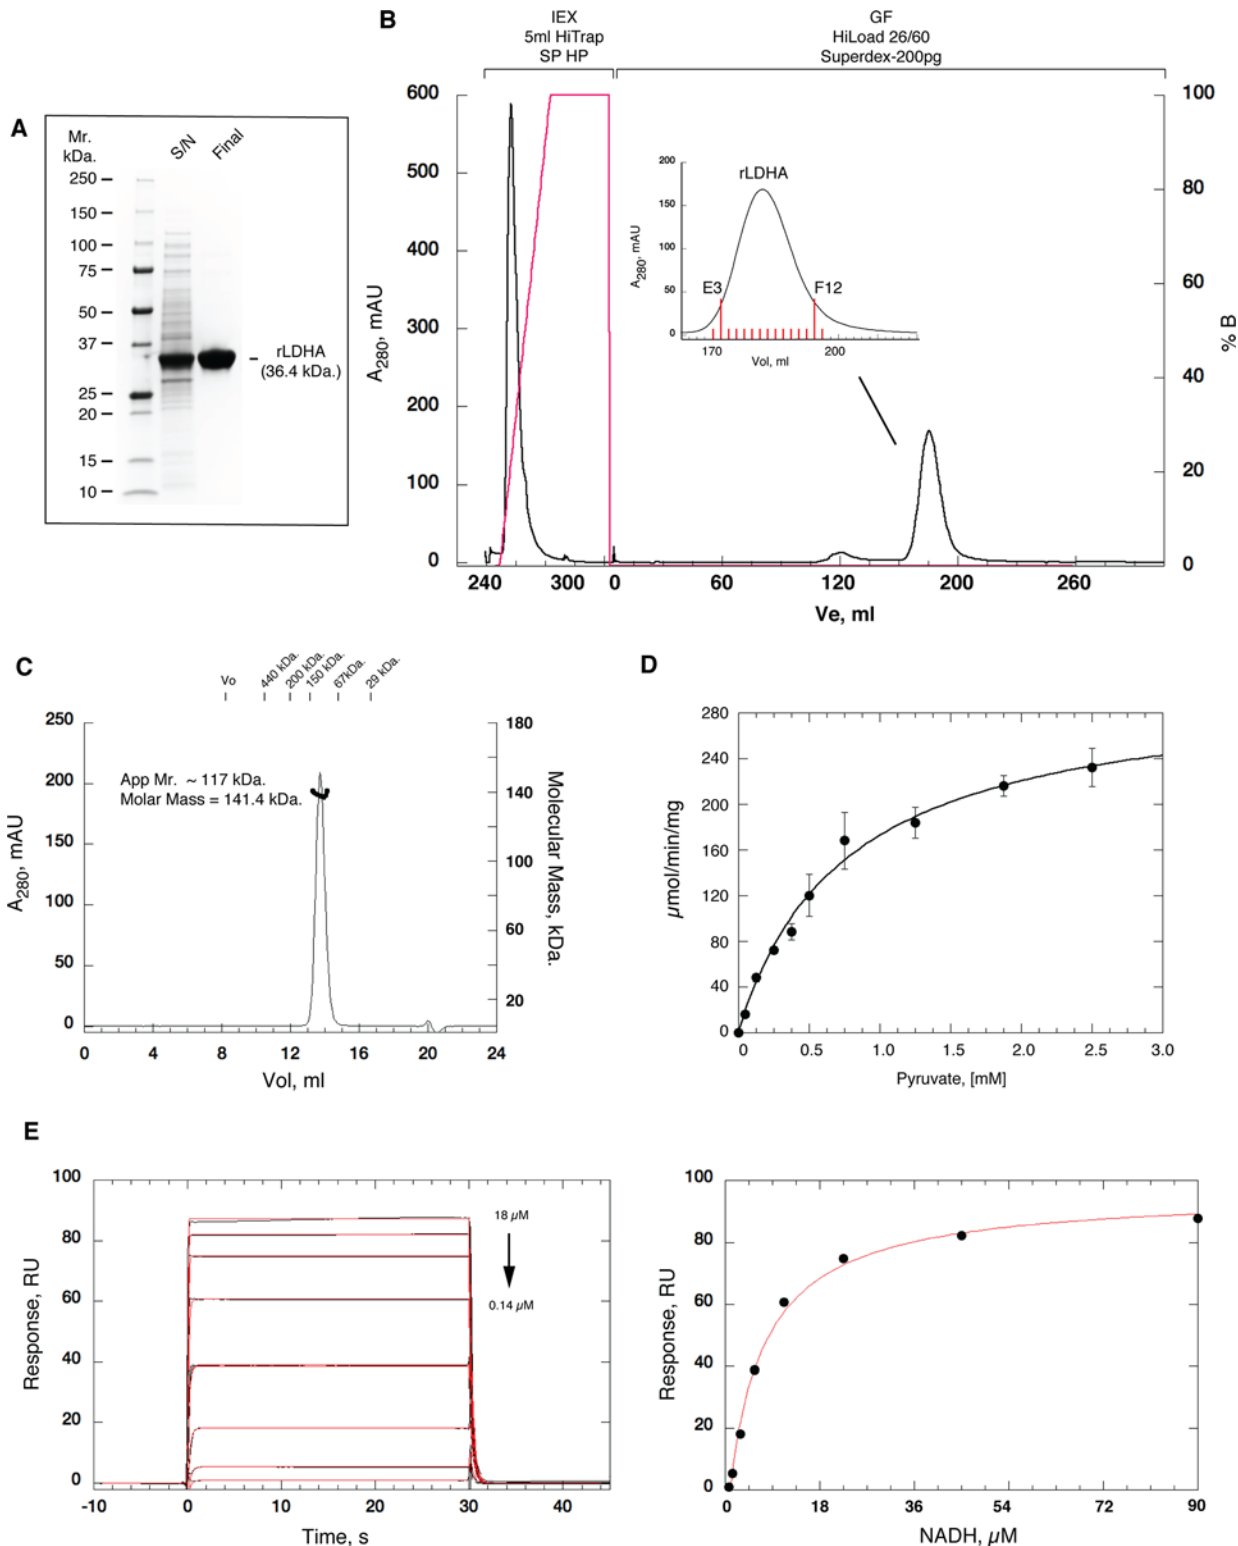 A
Mr.
kDa.
S/N
Final
250
150
100
75
50
37
25
20
15
10
rLDHA
(36.4 kDa.)
B
IEX
5ml HiTrap
SP HP
GF
HiLoad 26/60
Superdex-200pg
600
500
400
300
200
100
0
A280, mAU
100
80
60
40
20
0
% B
240
300
0
60
120
200
260
Ve, ml
200
150
100
50
0
A280, mAU
rLDHA
E3
F12
170
200
Vol, ml
C
Vo
440 kDa.
200 kDa.
150 kDa.
67kDa.
29 kDa.
250
200
150
100
50
0
A280, mAU
App Mr. ~ 117 kDa.
Molar Mass = 141.4 kDa.
180
140
100
60
20
Molecular Mass, kDa.
0 4 8 12 16 20 24
Vol, ml
D
280
240
200
160
120
80
40
0
µmol/min/mg
0 0.5 1.0 1.5 2.0 2.5 3.0
Pyruvate, [mM]
E
100
80
60
40
20
0
Response, RU
18 µM
0.14 µM
-10 0 10 20 30 40
Time, s
100
80
60
40
20
0
Response, RU
0 18 36 54 72 90
NADH, µM